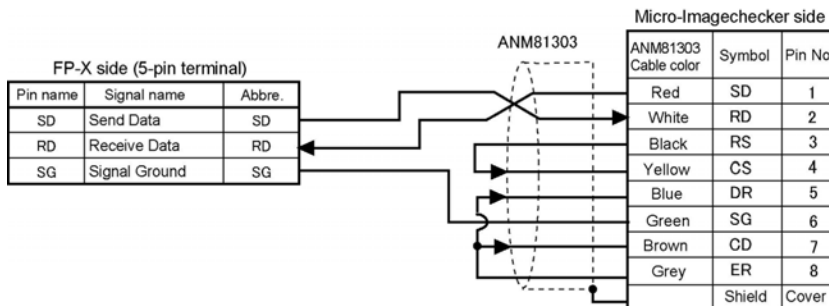 Micro-Imagechecker side
ANM81303
FP-X side (5-pin terminal)
ANM81303 Cable color Symbol Pin No
Pin name Signal name Abbre.
SD Send Data SD
RD Receive Data RD
SG Signal Ground SG
Red SD 1
White RD 2
Black RS 3
Yellow CS 4
Blue DR 5
Green SG 6
Brown CD 7
Grey ER 8
Shield Cover